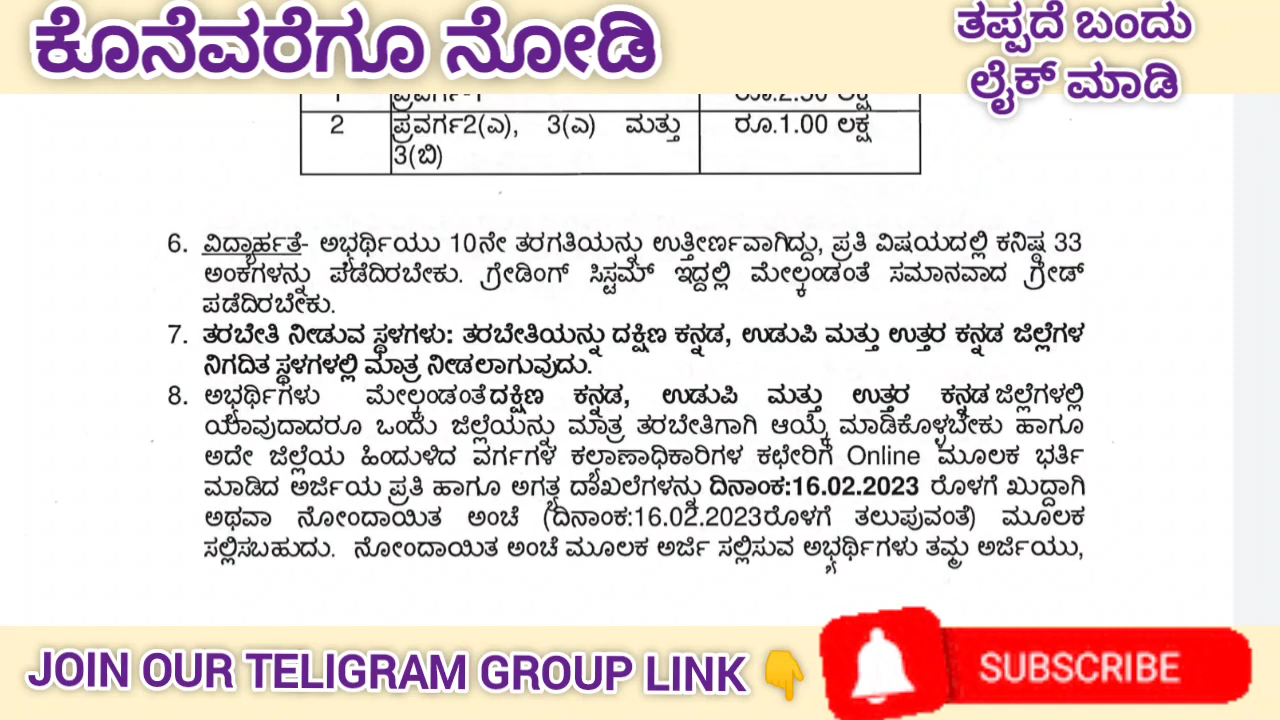 ಕೊನೆವರೆಗೂ ನೋಡಿ
ತಪ್ಪದೆ ಬಂದು
ಲೈಕ್ ಮಾಡಿ
2 ಪ್ರವರ್ಗ2(ಎ), 3(ಎ) ಮತ್ತು ರೂ.1.00 ಲಕ್ಷ
3(ಬಿ)
6. ವಿದ್ಯಾರ್ಹತೆ- ಅಭ್ಯರ್ಥಿಯು 10ನೇ ತರಗತಿಯನ್ನು ಉತ್ತೀರ್ಣವಾಗಿದ್ದು, ಪ್ರತಿ ವಿಷಯದಲ್ಲಿ ಕನಿಷ್ಠ 33
ಅಂಕಗಳನ್ನು ಪಡೆದಿರಬೇಕು. ಗ್ರೇಡಿಂಗ್ ಸಿಸ್ಟಮ್ ಇದ್ದಲ್ಲಿ ಮೇಲ್ಕಂಡಂತೆ ಸಮಾನವಾದ ಗ್ರೇಡ್
ಪಡೆದಿರಬೇಕು.
7. ತರಬೇತಿ ನೀಡುವ ಸ್ಥಳಗಳು: ತರಬೇತಿಯನ್ನು ದಕ್ಷಿಣ ಕನ್ನಡ, ಉಡುಪಿ ಮತ್ತು ಉತ್ತರ ಕನ್ನಡ ಜಿಲ್ಲೆಗಳ
ನಿಗದಿತ ಸ್ಥಳಗಳಲ್ಲಿ ಮಾತ್ರ ನೀಡಲಾಗುವುದು.
8. ಅಭ್ಯರ್ಥಿಗಳು ಮೇಲ್ಕಂಡಂತೆ ದಕ್ಷಿಣ ಕನ್ನಡ, ಉಡುಪಿ ಮತ್ತು ಉತ್ತರ ಕನ್ನಡ ಜಿಲ್ಲೆಗಳಲ್ಲಿ
ಯಾವುದಾದರೂ ಒಂದು ಜಿಲ್ಲೆಯನ್ನು ಮಾತ್ರ ತರಬೇತಿಗಾಗಿ ಆಯ್ಕೆ ಮಾಡಿಕೊಳ್ಳಬೇಕು ಹಾಗೂ
ಅದೇ ಜಿಲ್ಲೆಯ ಹಿಂದುಳಿದ ವರ್ಗಗಳ ಕಲ್ಯಾಣಾಧಿಕಾರಿಗಳ ಕಛೇರಿಗೆ Online ಮೂಲಕ ಭರ್ತಿ
ಮಾಡಿದ ಅರ್ಜಿಯ ಪ್ರತಿ ಹಾಗೂ ಅಗತ್ಯ ದಾಖಲೆಗಳನ್ನು ದಿನಾಂಕ:16.02.2023 ರೊಳಗೆ ಖುದ್ದಾಗಿ
ಅಥವಾ ನೋಂದಾಯಿತ ಅಂಚೆ (ದಿನಾಂಕ:16.02.2023ರೊಳಗೆ ತಲುಪುವಂತೆ) ಮೂಲಕ
ಸಲ್ಲಿಸಬಹುದು. ನೋಂದಾಯಿತ ಅಂಚೆ ಮೂಲಕ ಅರ್ಜಿ ಸಲ್ಲಿಸುವ ಅಭ್ಯರ್ಥಿಗಳು ತಮ್ಮ ಅರ್ಜಿಯು,
JOIN OUR TELIGRAM GROUP LINK
SUBSCRIBE